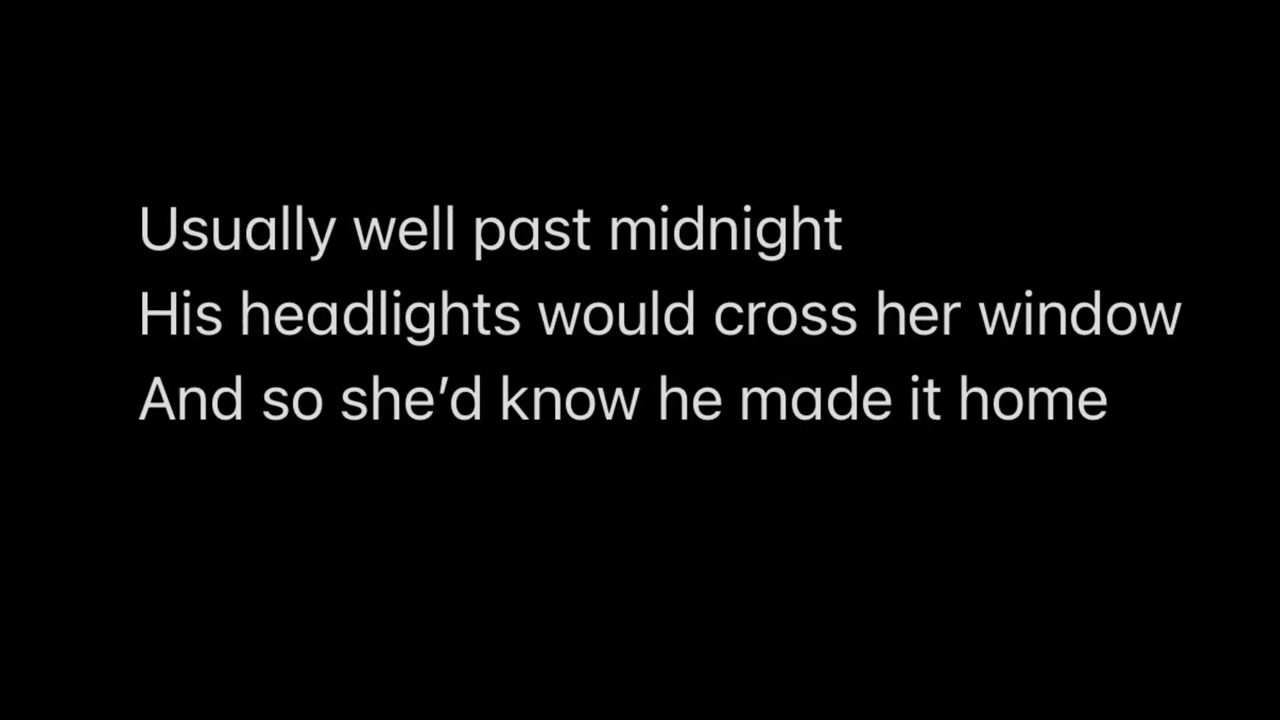 Usually well past midnight
His headlights would cross her window
And so she’d know he made it home